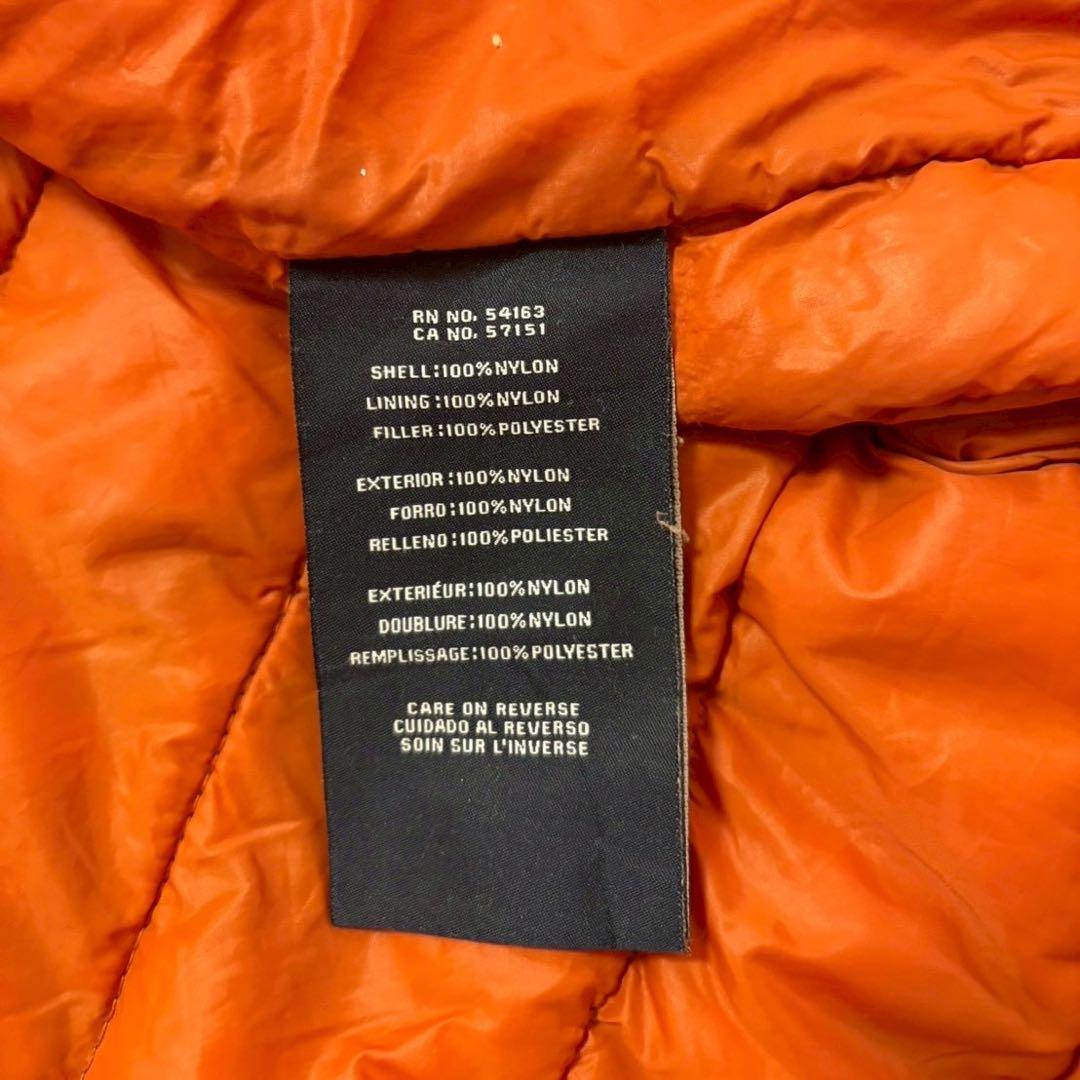 RN NO. 54163
CA NO. 57151
SHELL:100%NYLON
LINING:100%NYLON
FILLER:100%POLYESTER
EXTERIOR:100%NYLON
FORRO:100%NYLON
RELLENO:100%POLIESTER
EXTERIÉUR:100%NYLON
DOUBLURE:100%NYLON
REMPLISSAGE:100%POLYESTER
CARE ON REVERSE
CUIDADO AL REVERSO
SOIN SUR L'INVERSE